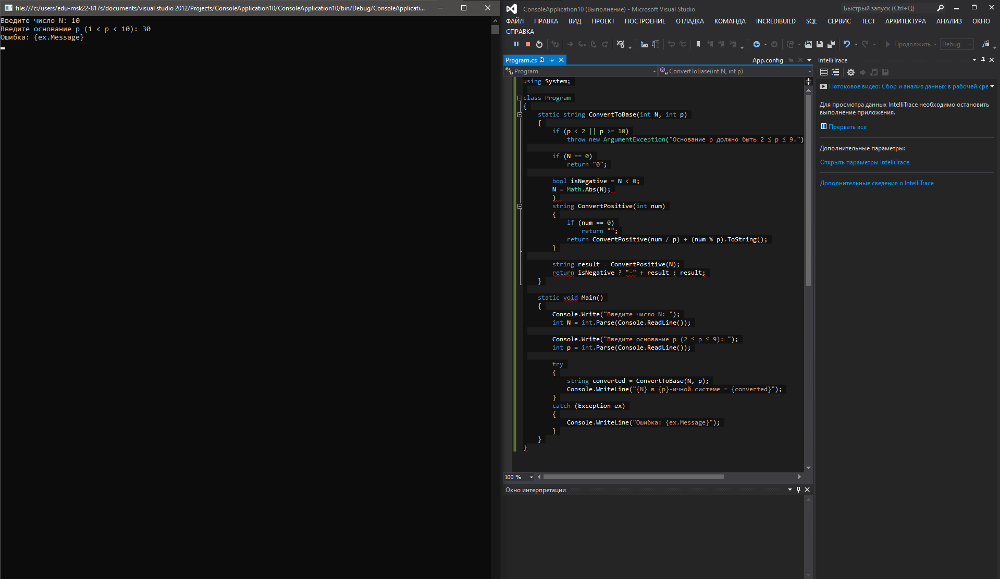 file:///c:/users/edu-msk22-817s/documents/visual studio 2012/Projects/ConsoleApplication10/ConsoleApplication10/bin/Debug/ConsoleApplicati...
Введите число N: 10
Введите основание p (1 < p < 10): 30
Ошибка: {ex.Message}
ConsoleApplication10 (Выполнение) - Microsoft Visual Studio
Быстрый запуск (Ctrl+Q)
ФАЙЛ ПРАВКА ВИД ПРОЕКТ ПОСТРОЕНИЕ ОТЛАДКА КОМАНДА INCREDIBUILD SQL СЕРВИС ТЕСТ АРХИТЕКТУРА АНАЛИЗ ОКНО
СПРАВКА
Продолжить Debug
Program.cs App.config
Program ConvertToBase(int N, int p)
using System;
class Program
{
static string ConvertToBase(int N, int p)
{
if (p < 2 || p >= 10)
throw new ArgumentException("Основание p должно быть 2 ≤ p ≤ 9.")
if (N == 0)
return "0";
bool isNegative = N < 0;
N = Math.Abs(N);
)
string ConvertPositive(int num)
{
if (num == 0)
return "";
return ConvertPositive(num / p) + (num % p).ToString();
}
string result = ConvertPositive(N);
return isNegative ? "-" + result : result;
}
static void Main()
{
Console.Write("Введите число N: ");
int N = int.Parse(Console.ReadLine());
Console.Write("Введите основание p (2 ≤ p ≤ 9): ");
int p = int.Parse(Console.ReadLine());
try
{
string converted = ConvertToBase(N, p);
Console.WriteLine("{N} в {p}-ичной системе = {converted}");
}
catch (Exception ex)
{
Console.WriteLine("Ошибка: {ex.Message}");
}
}
}
100 %
Окно интерпретации
IntelliTrace
Потоковое видео: Сбор и анализ данных в рабочей сре
Для просмотра данных IntelliTrace необходимо остановить
выполнение приложения.
Прервать все
Дополнительные параметры:
Открыть параметры IntelliTrace
Дополнительные сведения о IntelliTrace